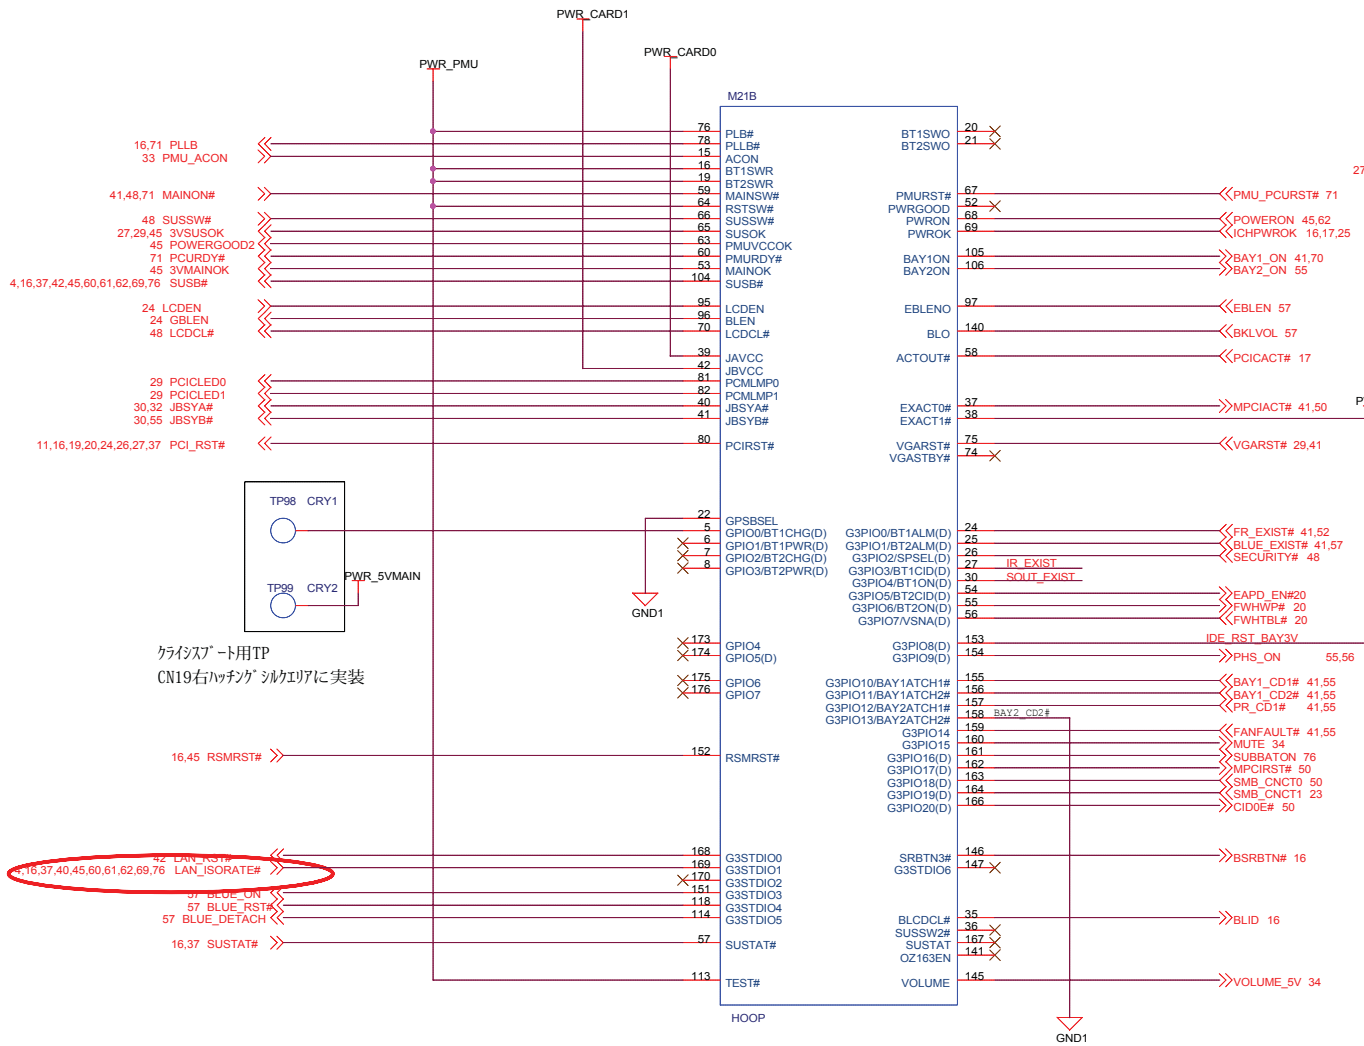 PWR_CARD1
PWR_CARD0
PWR_PMU
M21B
76 PLB#
16,71 PLLB 78 PLLB#
33 PMU_ACON 15 ACON
16 BT1SWR
19 BT2SWR
41,48,71 MAINON# 59 MAINSW#
64 RSTSW#
48 SUSSW# 66 SUSSW#
27,29,45 3VSUSOK 65 SUSOK
45 POWERGOOD2 63 PMUVCCOK
71 PCURDY# 60 PMURDY#
45 3VMAINOK 53 MAINOK
4,16,37,42,45,60,61,62,69,76 SUSB# 104 SUSB#
24 LCDEN 95 LCDEN
24 GBLEN 96 BLEN
48 LCDCL# 70 LCDCL#
39 JAVCC
42 JBVCC
29 PCICLED0 81 PCMLMP0
29 PCICLED1 82 PCMLMP1
30,32 JBSYA# 40 JBSYA#
30,55 JBSYB# 41 JBSYB#
11,16,19,20,24,26,27,37 PCI_RST# 80 PCIRST#
TP98 CRY1
TP99 CRY2
PWR_5VMAIN
クライシスブート用TP
CN19右ハッチングシルクエリアに実装
22 GPSBSEL
5 GPIO0/BT1CHG(D)
6 GPIO1/BT1PWR(D)
7 GPIO2/BT2CHG(D)
8 GPIO3/BT2PWR(D)
GND1
173 GPIO4
174 GPIO5(D)
175 GPIO6
176 GPIO7
16,45 RSMRST# 152 RSMRST#
42 LAN_RST# 168 G3STDIO0
4,16,37,40,45,60,61,62,69,76 LAN_ISORATE# 169 G3STDIO1
170 G3STDIO2
57 BLUE_ON 151 G3STDIO3
57 BLUE_RST# 118 G3STDIO4
57 BLUE_DETACH 114 G3STDIO5
16,37 SUSTAT# 57 SUSTAT#
113 TEST#
HOOP
BT1SWO 20
BT2SWO 21
27
PMURST# 67 PMU_PCURST# 71
PWRGOOD 52
PWRON 68 POWERON 45,62
PWROK 69 ICHPWROK 16,17,25
BAY1ON 105 BAY1_ON 41,70
BAY2ON 106 BAY2_ON 55
EBLENO 97 EBLEN 57
BLO 140 BKLVOL 57
ACTOUT# 58 PCICACT# 17
EXACT0# 37 MPCIACT# 41,50
EXACT1# 38
VGARST# 75 VGARST# 29,41
VGASTBY# 74
G3PIO0/BT1ALM(D) 24 FR_EXIST# 41,52
G3PIO1/BT2ALM(D) 25 BLUE_EXIST# 41,57
G3PIO2/SPSEL(D) 26 SECURITY# 48
G3PIO3/BT1CID(D) 27 IR_EXIST
G3PIO4/BT1ON(D) 30 SOUT_EXIST
G3PIO5/BT2CID(D) 54 EAPD_EN#20
G3PIO6/BT2ON(D) 55 FWHWP# 20
G3PIO7/VSNA(D) 56 FWHTBL# 20
G3PIO8(D) 153 IDE_RST_BAY3V
G3PIO9(D) 154 PHS_ON 55,56
G3PIO10/BAY1ATCH1# 155 BAY1_CD1# 41,55
G3PIO11/BAY1ATCH2# 156 BAY1_CD2# 41,55
G3PIO12/BAY2ATCH1# 157 PR_CD1# 41,55
G3PIO13/BAY2ATCH2# 158 BAY2_CD2#
G3PIO14 159 FANFAULT# 41,55
G3PIO15 160 MUTE 34
G3PIO16(D) 161 SUBBATON 76
G3PIO17(D) 162 MPCIRST# 50
G3PIO18(D) 163 SMB_CNCT0 50
G3PIO19(D) 164 SMB_CNCT1 23
G3PIO20(D) 166 CID0E# 50
SRBTN3# 146 BSRBTN# 16
G3STDIO6 147
BLCDCL# 35 BLID 16
SUSSW2# 36
SUSTAT 167
OZ163EN 141
VOLUME 145 VOLUME_5V 34
GND1